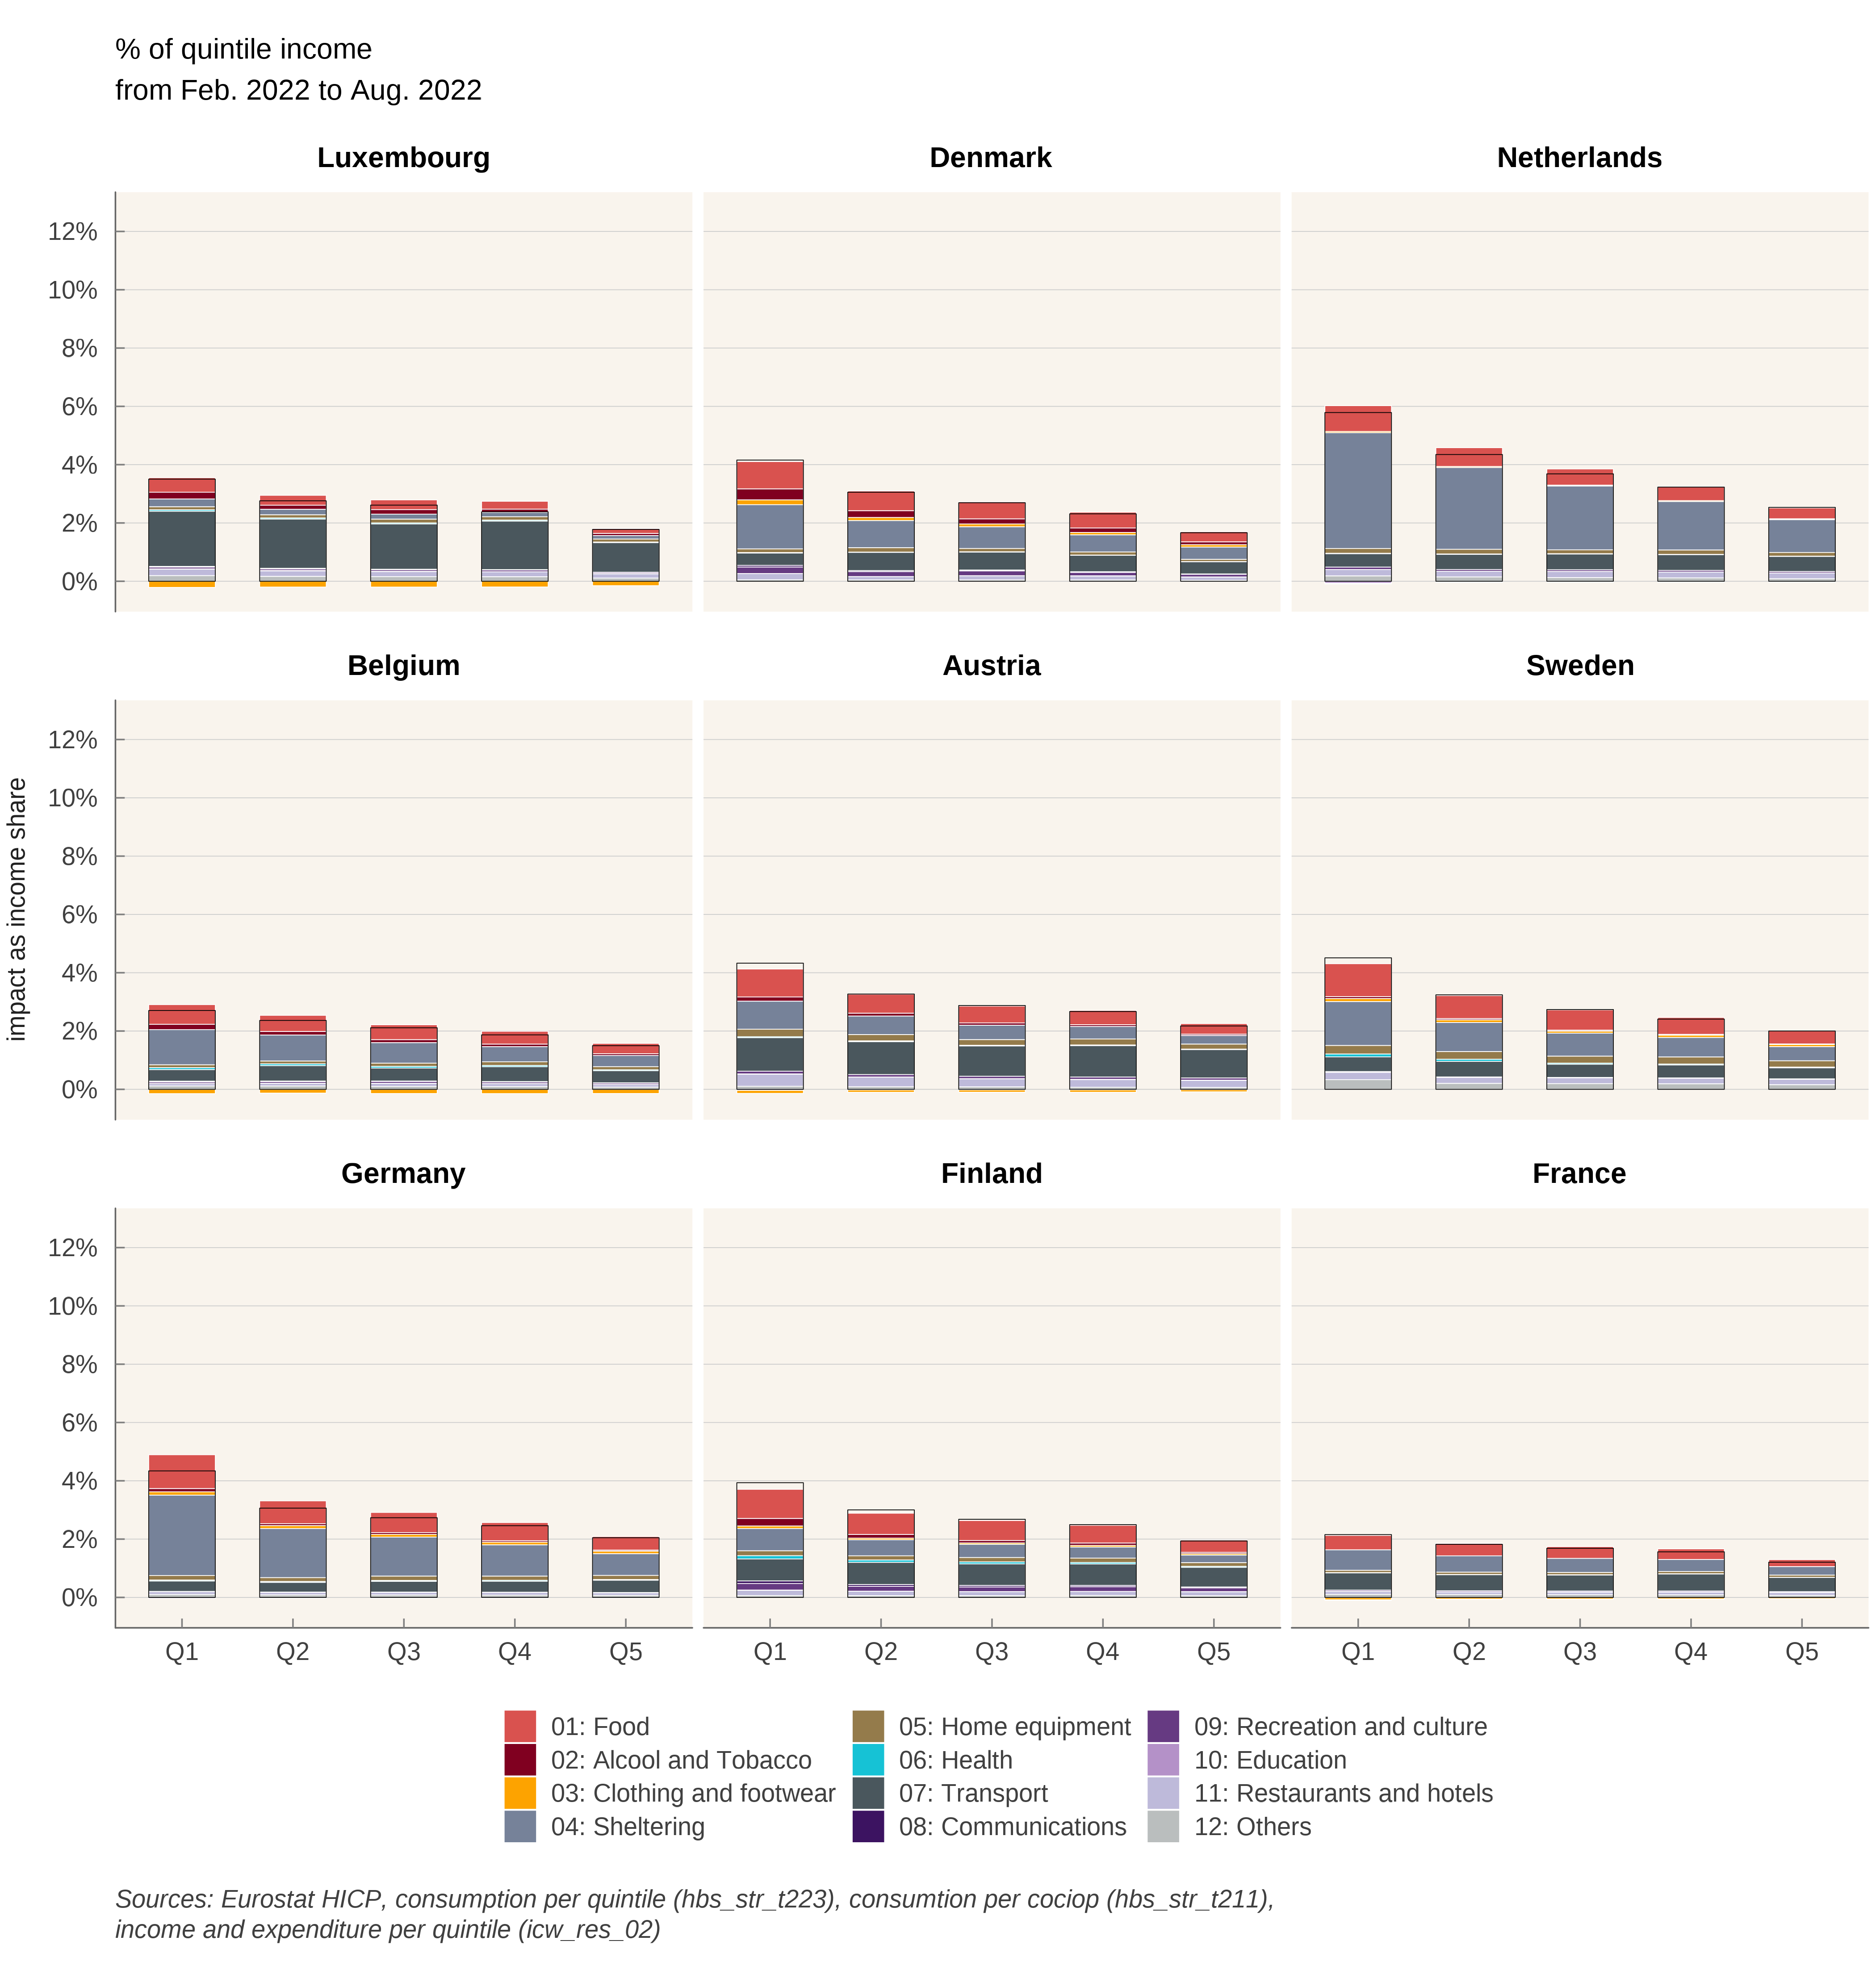 % of quintile income
from Feb. 2022 to Aug. 2022
Luxembourg
Denmark
Netherlands
12%
10%
8%
6%
4%
2%
0%
Belgium
Austria
Sweden
impact as income share
12%
10%
8%
6%
4%
2%
0%
Germany
Finland
France
12%
10%
8%
6%
4%
2%
0%
Q1 Q2 Q3 Q4 Q5
Q1 Q2 Q3 Q4 Q5
Q1 Q2 Q3 Q4 Q5
01: Food
02: Alcool and Tobacco
03: Clothing and footwear
04: Sheltering
05: Home equipment
06: Health
07: Transport
08: Communications
09: Recreation and culture
10: Education
11: Restaurants and hotels
12: Others
Sources: Eurostat HICP, consumption per quintile (hbs_str_t223), consumtion per cociop (hbs_str_t211),
income and expenditure per quintile (icw_res_02)